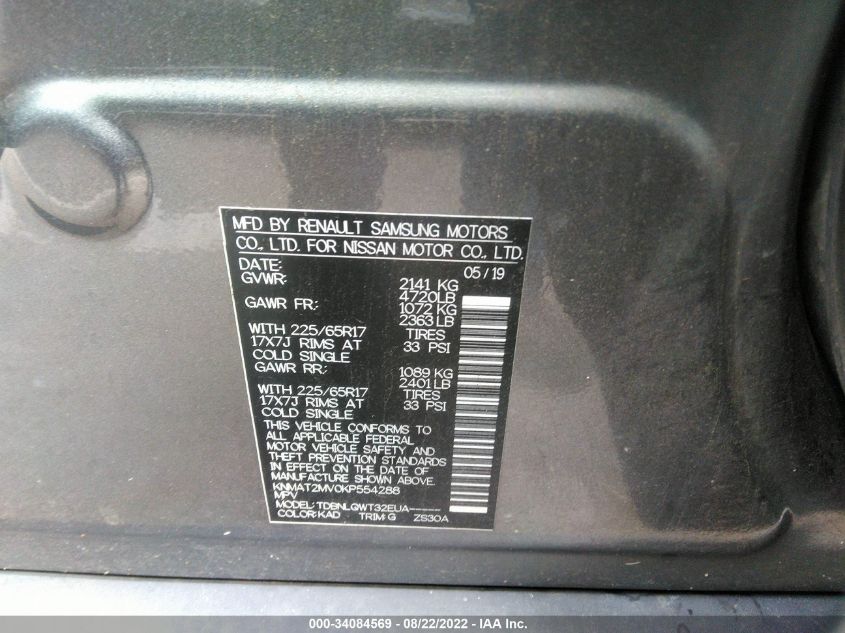 MFD BY RENAULT SAMSUNG MOTORS
CO., LTD. FOR NISSAN MOTOR CO., LTD.
DATE: 05/19
GVWR: 2141 KG
4720LB
GAWR FR: 1072 KG
2363LB
WITH 225/65R17 TIRES
17X7J RIMS AT 33 PSI
COLD SINGLE
GAWR RR: 1089 KG
2401LB
WITH 225/65R17 TIRES
17X7J RIMS AT 33 PSI
COLD SINGLE
THIS VEHICLE CONFORMS TO
ALL APPLICABLE FEDERAL
MOTOR VEHICLE SAFETY AND
THEFT PREVENTION STANDARDS
IN EFFECT ON THE DATE OF
MANUFACTURE SHOWN ABOVE.
KNMAT2MV0KP554288
MPV
MODEL: TDBNLQWT32EUA-----
COLOR:KAD TRIM:G ZS30A
000-34084569 - 08/22/2022 - IAA Inc.